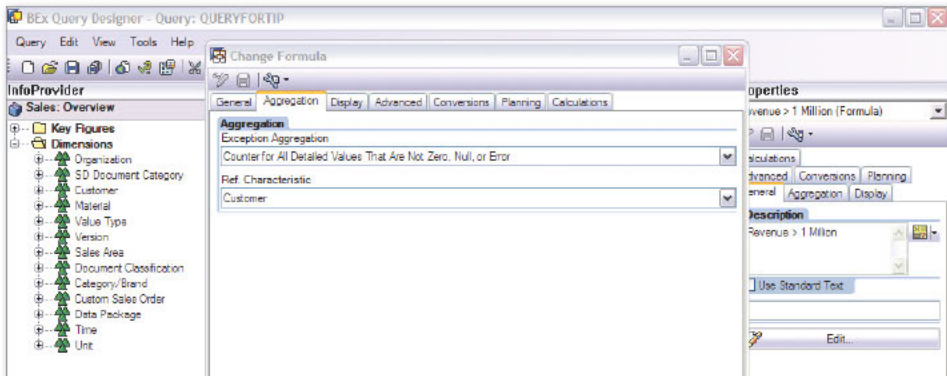 BEx Query Designer - Query: QUERYFORTIP
Query Edit View Tools Help
InfoProvider
Sales: Overview
Key Figures
Dimensions
Organization
SD Document Category
Customer
Material
Value Type
Version
Sales Area
Document Classification
Category/Brand
Custom Sales Order
Data Package
Time
Unit
Change Formula
General Aggregation Display Advanced Conversions Planning Calculations
Aggregation
Exception Aggregation
Counter for All Detailed Values That Are Not Zero, Null, or Error
Ref. Characteristic
Customer
operties
evenue > 1 Million (Formula)
alculations
dvanced Conversions Planning
eneral Aggregation Display
Description
Revenue > 1 Million
Use Standard Text
Edit...